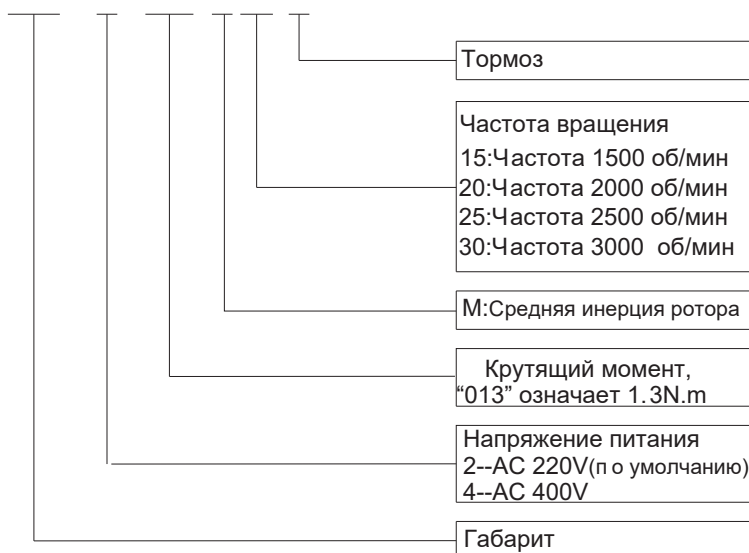 Тормоз
Частота вращения
15:Частота 1500 об/мин
20:Частота 2000 об/мин
25:Частота 2500 об/мин
30:Частота 3000 об/мин
М:Средняя инерция ротора
Крутящий момент,
“013” означает 1.3N.m
Напряжение питания
2--AC 220V(п о умолчанию)
4--AC 400V
Габарит